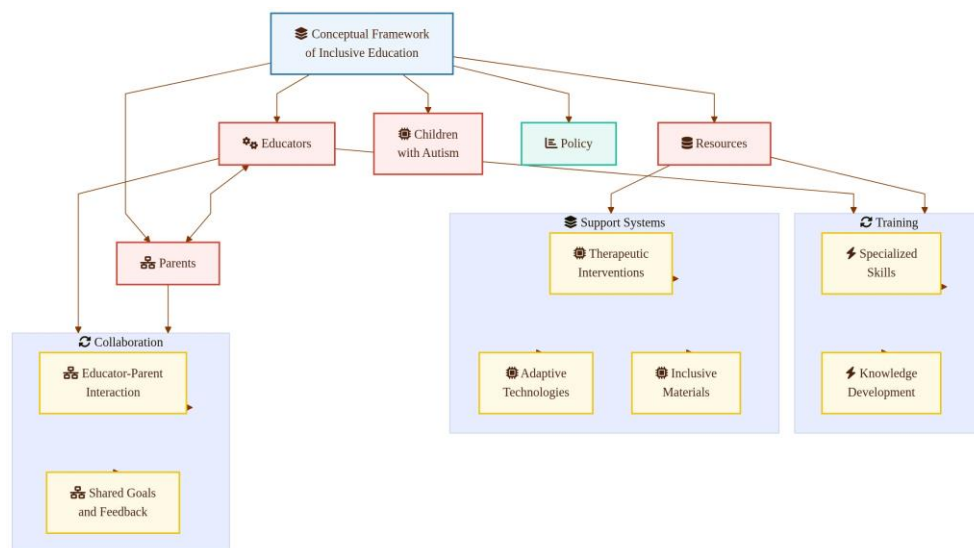 Conceptual Framework
of Inclusive Education
Educators
Children
with Autism
Policy
Resources
Parents
Support Systems
Training
Therapeutic
Interventions
Specialized
Skills
Collaboration
Educator-Parent
Interaction
Adaptive
Technologies
Inclusive
Materials
Knowledge
Development
Shared Goals
and Feedback